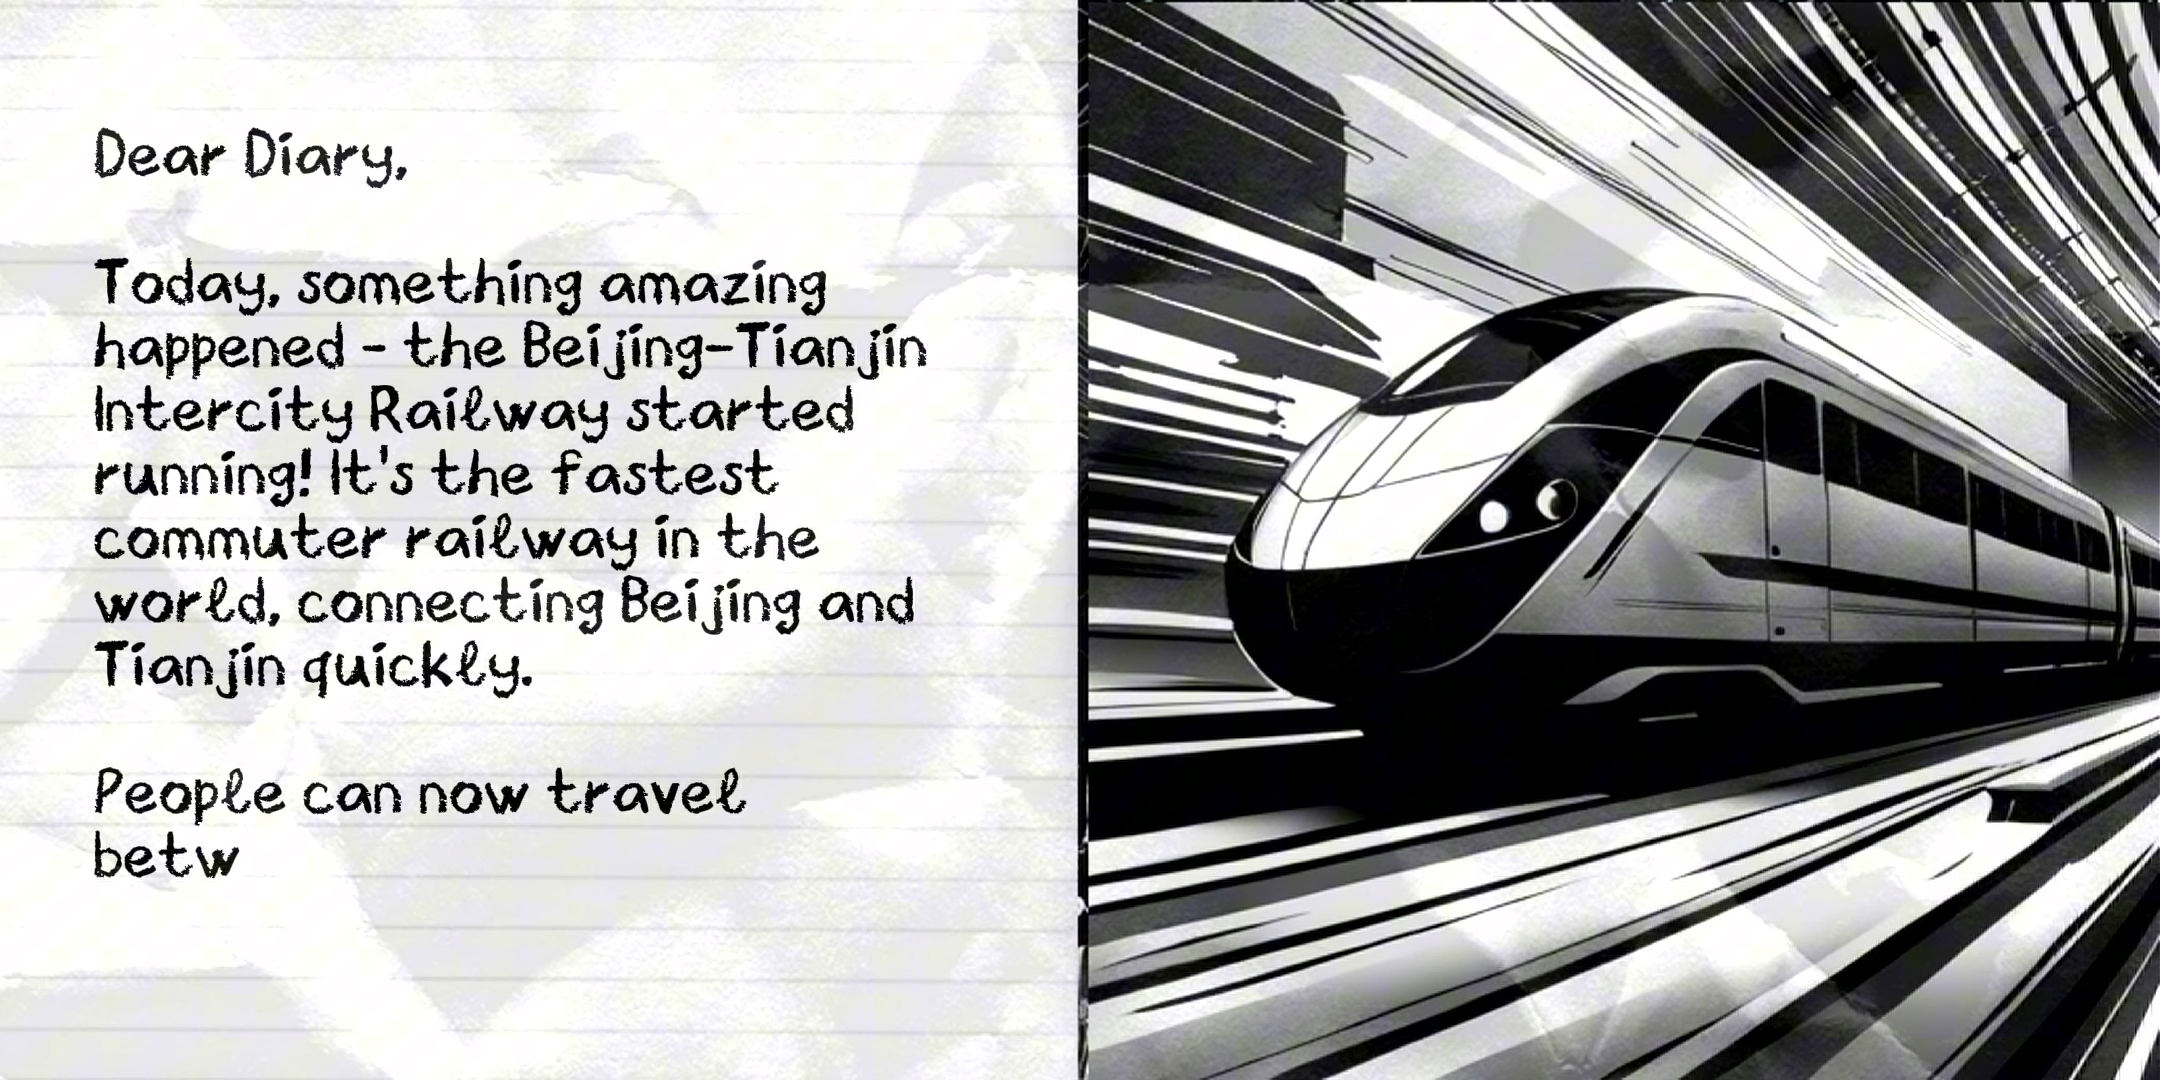 Dear Diary,
Today, something amazing
happened - the Beijing-Tianjin
Intercity Railway started
running! It's the fastest
commuter railway in the
world, connecting Beijing and
Tianjin quickly.
People can now travel
betw